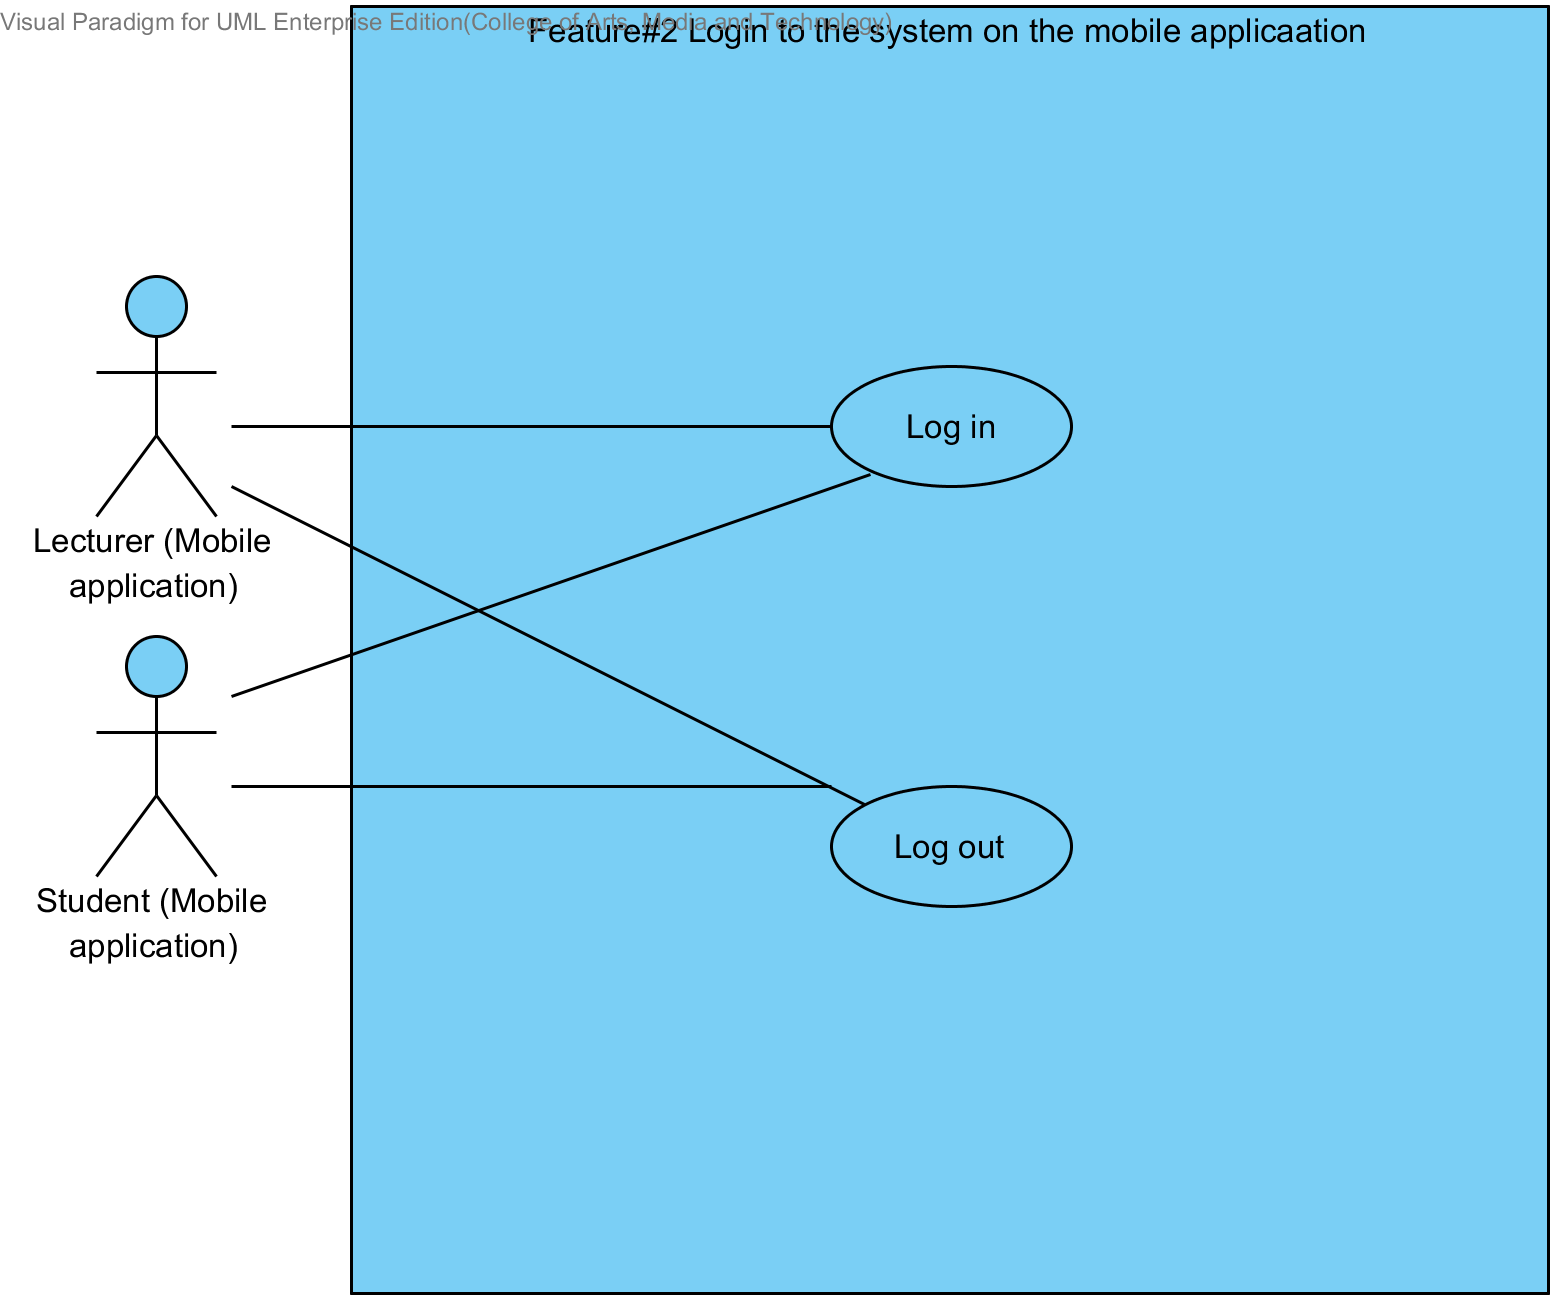 Visual Paradigm for UML Enterprise Edition(College of Arts, Media and Technology)
Feature#2 Login to the system on the mobile applicaation
Log in
Lecturer (Mobile
application)
Log out
Student (Mobile
application)